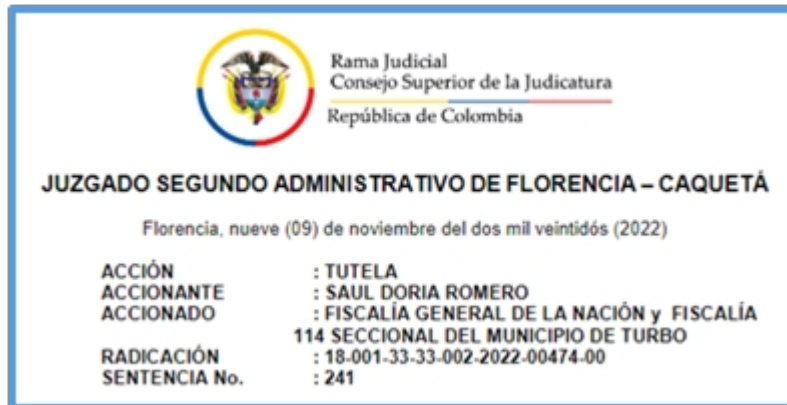 Rama Judicial
Consejo Superior de la Judicatura
República de Colombia
JUZGADO SEGUNDO ADMINISTRATIVO DE FLORENCIA – CAQUETÁ
Florencia, nueve (09) de noviembre del dos mil veintidós (2022)
ACCIÓN : TUTELA
ACCIONANTE : SAUL DORIA ROMERO
ACCIONADO : FISCALÍA GENERAL DE LA NACIÓN y FISCALÍA
114 SECCIONAL DEL MUNICIPIO DE TURBO
RADICACIÓN : 18-001-33-33-002-2022-00474-00
SENTENCIA No. : 241